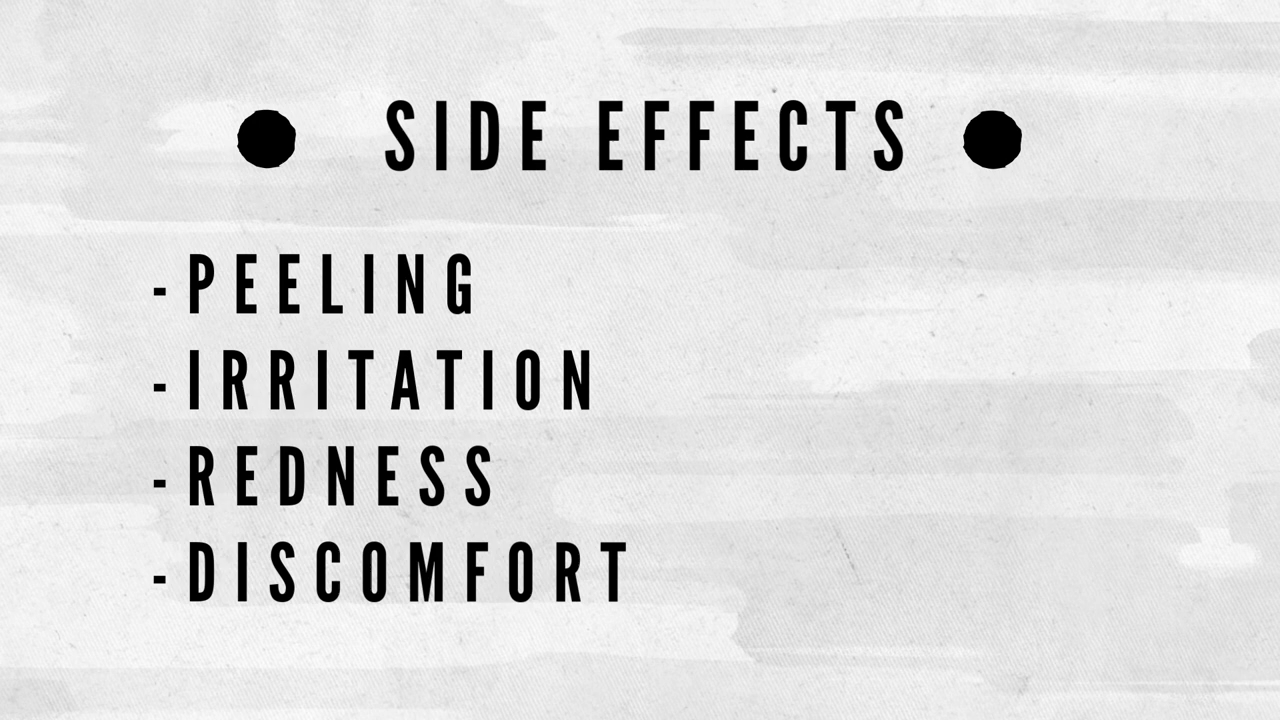 SIDE EFFECTS
-PEELING
-IRRITATION
-REDNESS
-DISCOMFORT